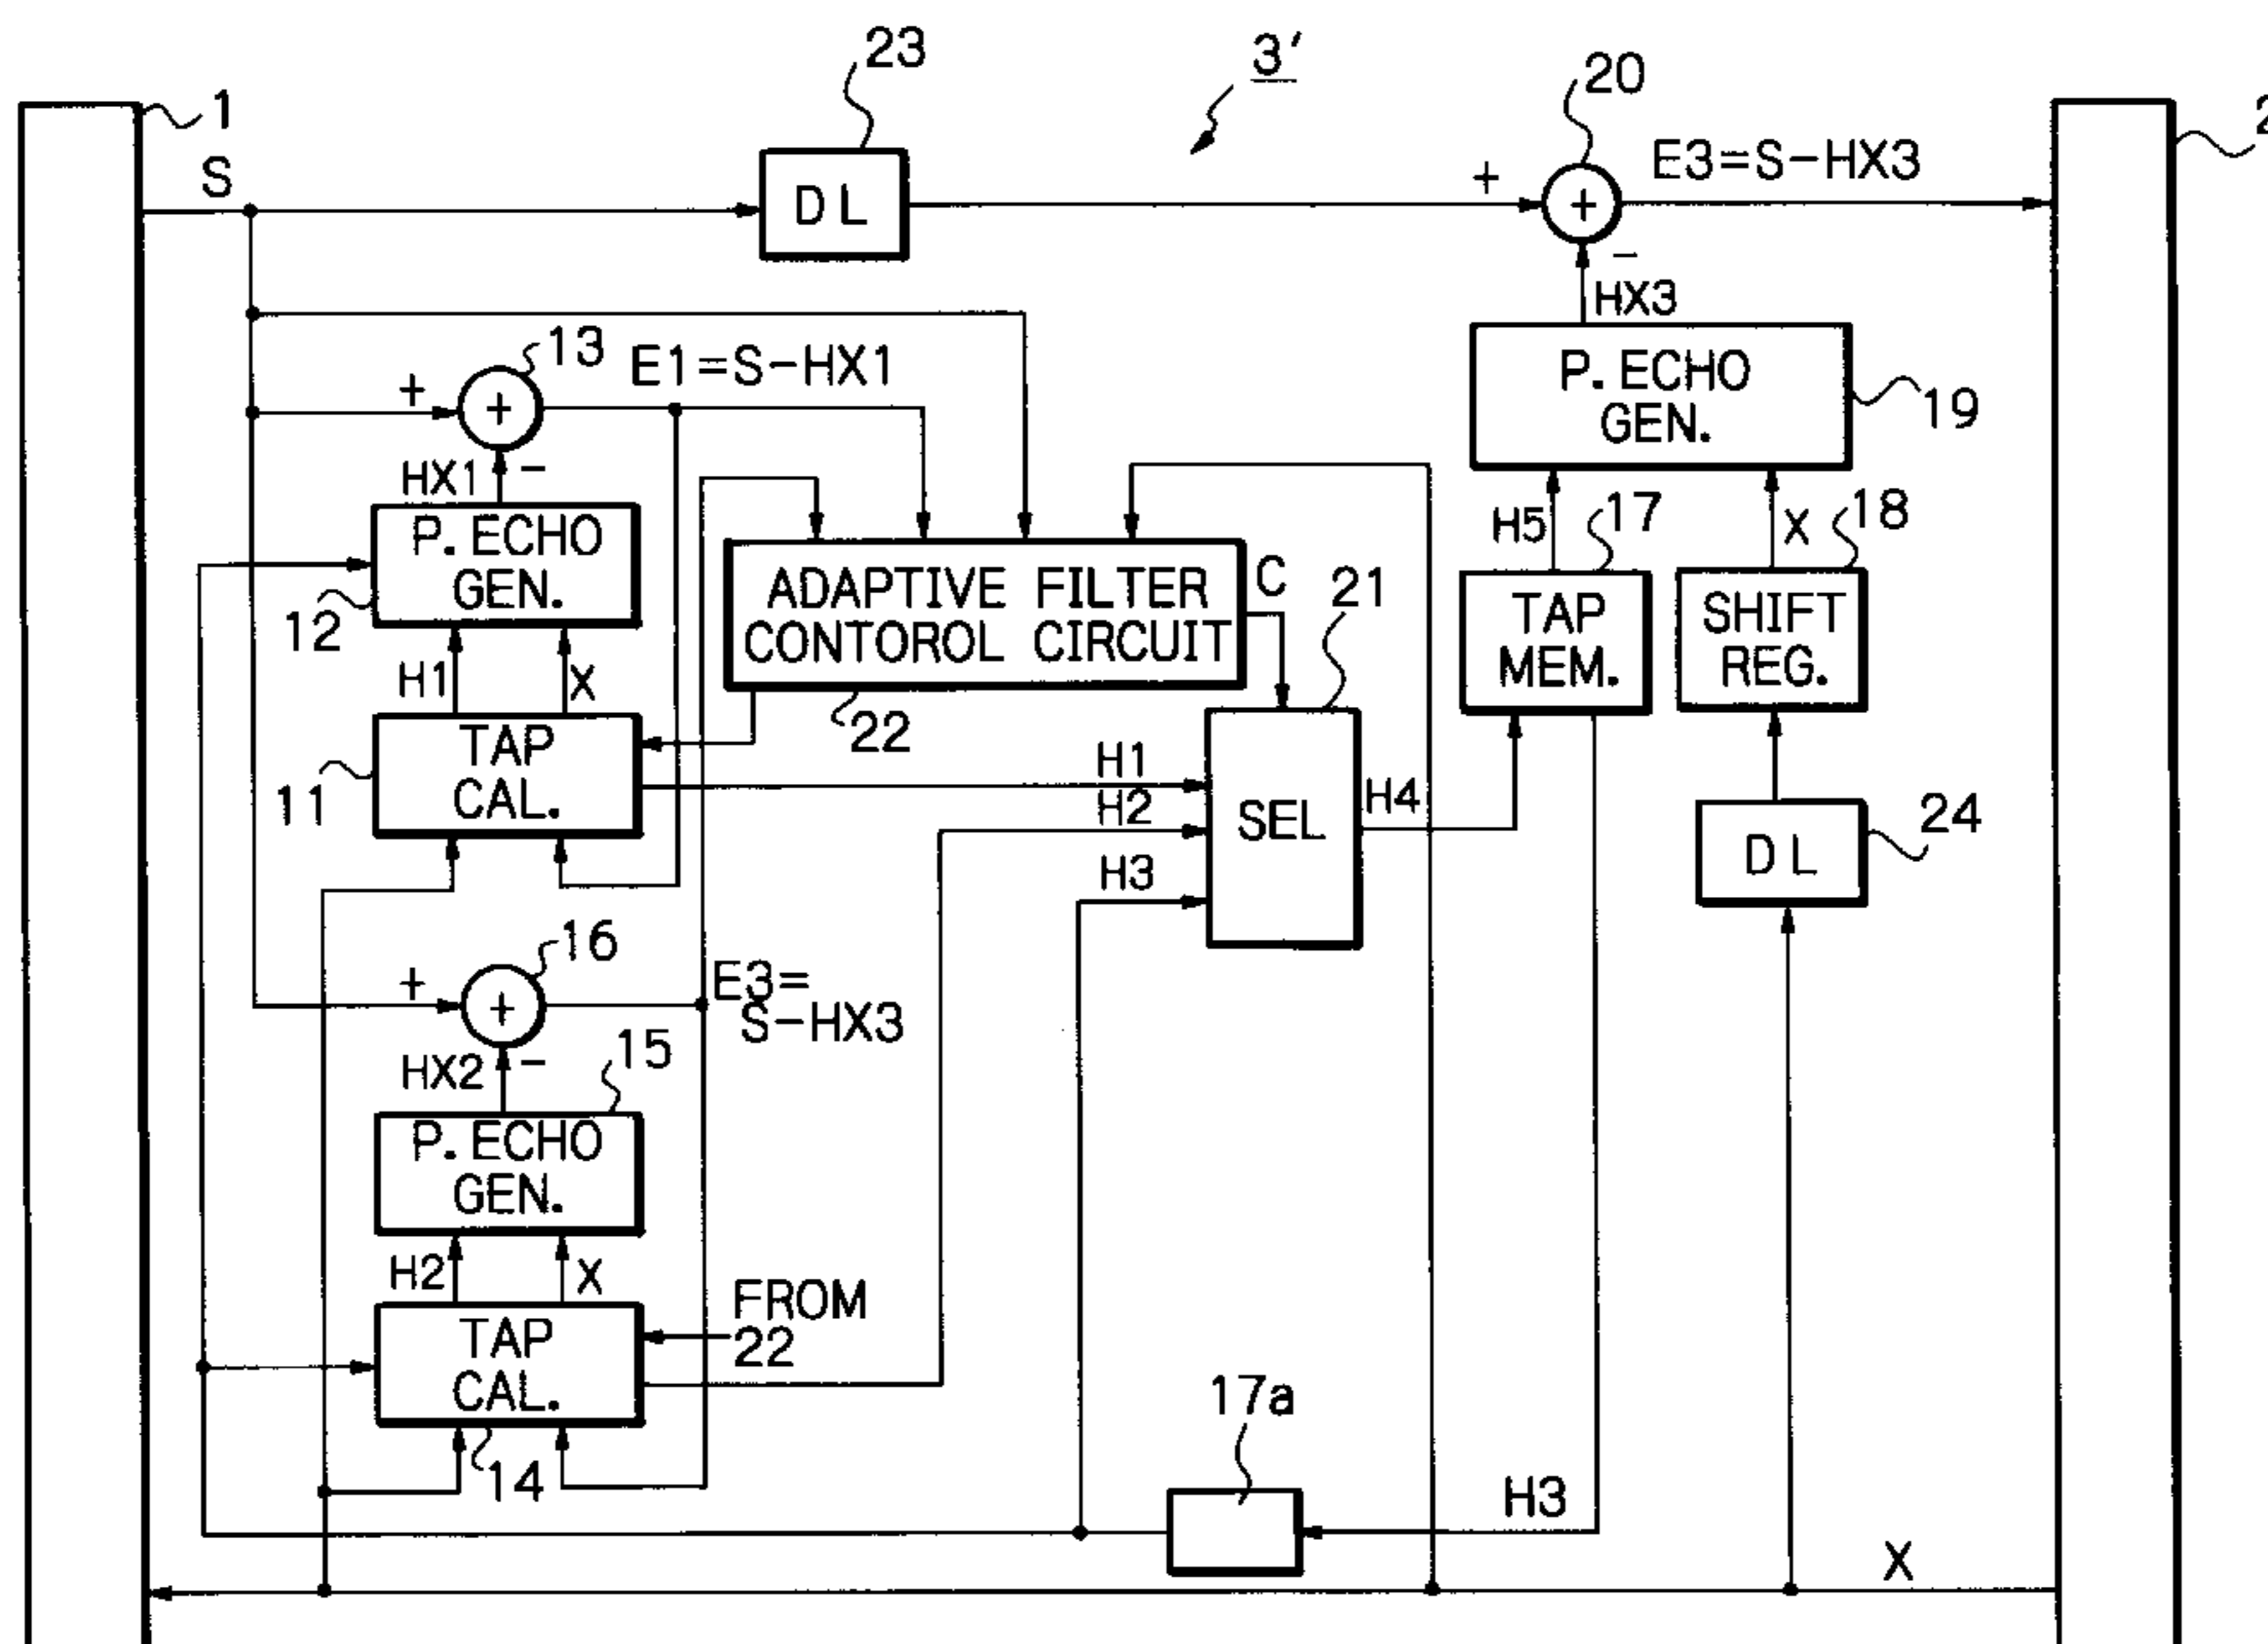 23
3'
20
1
2
S
DL
+
+
E3=S-HX3
-
HX3
13
E1=S-HX1
+
+
P. ECHO
GEN.
19
HX1
-
P. ECHO
GEN.
12
ADAPTIVE FILTER
CONTOROL CIRCUIT
C
21
H5
17
X
18
TAP
MEM.
SHIFT
REG.
H1
X
22
TAP
CAL.
11
H1
H2
H3
SEL
H4
DL
24
16
+
+
E3=
S-HX3
HX2
-
15
P. ECHO
GEN.
H2
X
FROM
22
TAP
CAL.
14
17a
H3
X